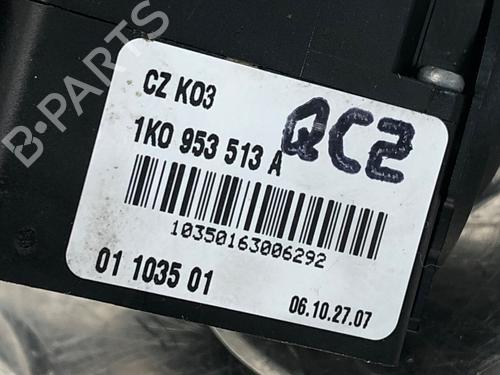 B-PARTS
CZ K03
1K0 953 513 A QC2
10350163006292
01 1035 01
06.10.27.07